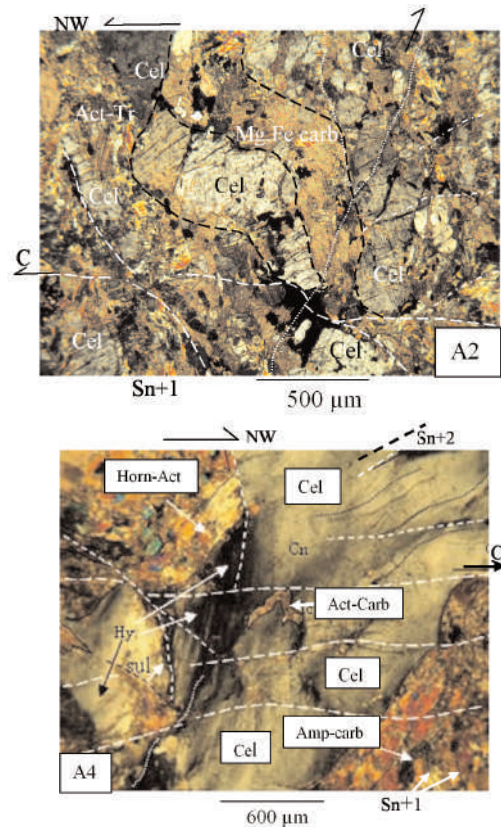 NW
Cel
Cel
Act-Tr
Mg-Fe carb
Cel
Cel
Cel
C
Cel
Cel
A2
Sn+1
500 µm
NW
Sn+2
Horn-Act
Cel
Cn
C
Act-Carb
Hy
sul
Cel
Amp-carb
Cel
A4
Sn+1
600 µm